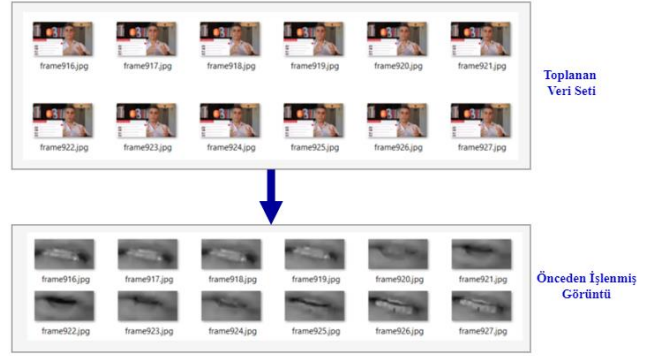 frame916.jpg frame917.jpg frame918.jpg frame919.jpg frame920.jpg frame921.jpg
frame922.jpg frame923.jpg frame924.jpg frame925.jpg frame926.jpg frame927.jpg
Toplanan
Veri Seti
frame916.jpg frame917.jpg frame918.jpg frame919.jpg frame920.jpg frame921.jpg
frame922.jpg frame923.jpg frame924.jpg frame925.jpg frame926.jpg frame927.jpg
Önceden İşlenmiş
Görüntü